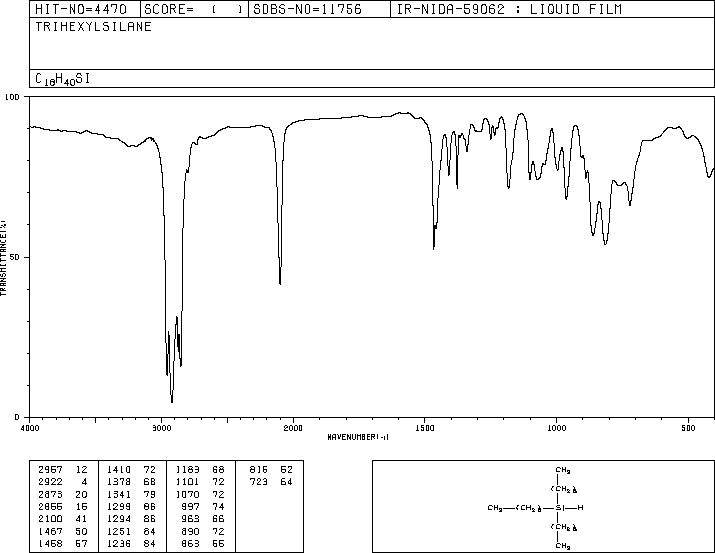 HIT-NO=4470 SCORE= ( ) SDBS-NO=11756 IR-NIDA-59062 : LIQUID FILM
TRIHEXYLSILANE
C18H40SI
100
50
0
TRANSMITTANCE(%)
4000 3000 2000 1500 1000 500
WAVENUMBER(-1)
2957 12 1410 72 1183 68 816 52
2922 4 1378 68 1101 72 723 64
2873 20 1341 79 1070 72
2855 15 1299 86 997 74
2100 41 1294 86 963 66
1467 50 1251 84 890 72
1458 57 1236 84 863 55
CH3
(CH2)5
CH3—(CH2)5—Si—H
(CH2)5
CH3